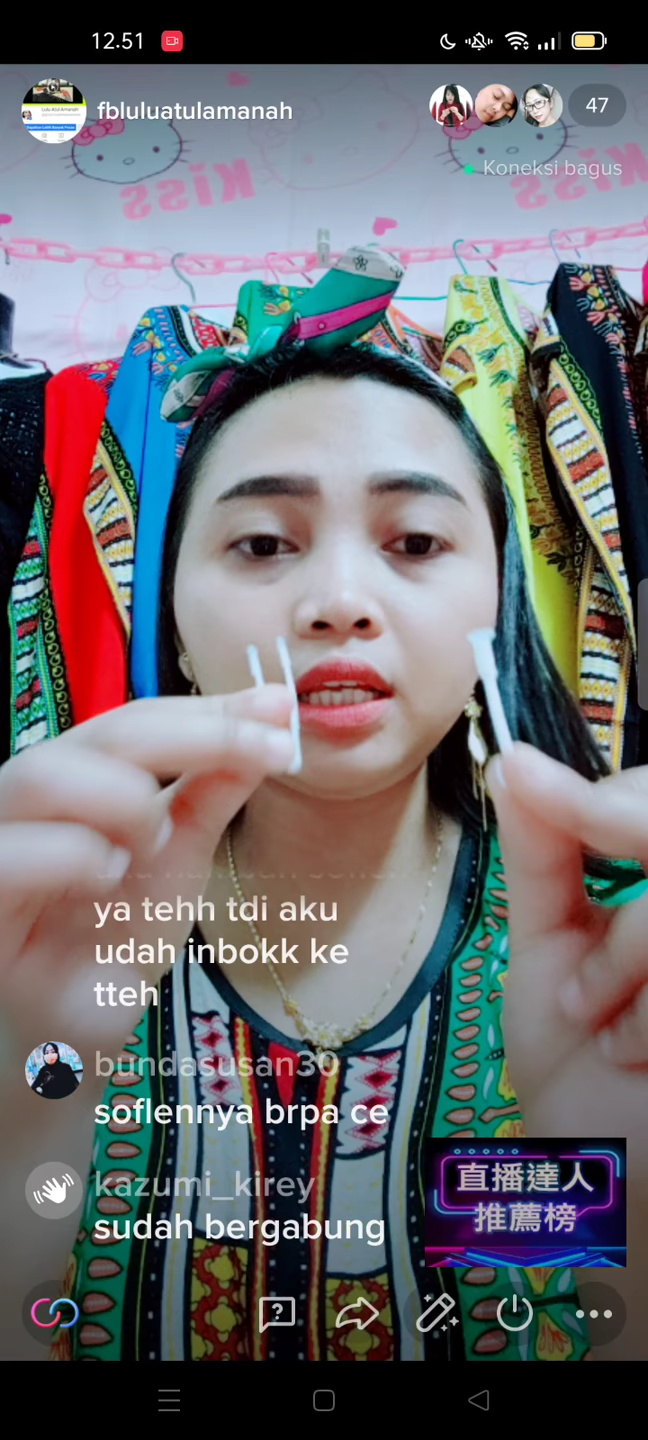 12.51
fbluluatulamanah
47
Koneksi bagus
Kiss
Kiss
ya tehh tdi aku
udah inbokk ke
tteh
bundasusan30
soflennya brpa ce
kazumi_kirey
sudah bergabung
直播達人
推薦榜